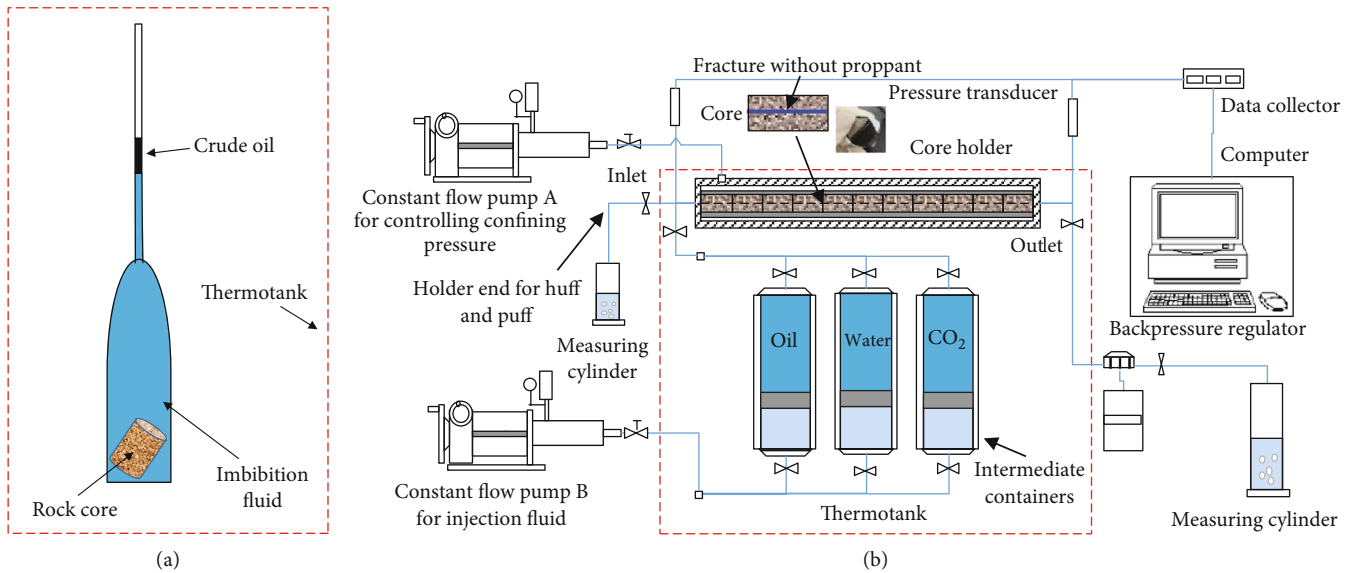 (a)
Crude oil
Thermotank
Imbibition
fluid
Rock core
(b)
Fracture without proppant
Core
Pressure transducer
Data collector
Core holder
Computer
Inlet
Constant flow pump A
for controlling confining
pressure
Outlet
Holder end for huff
and puff
Measuring
cylinder
Backpressure regulator
Oil
Water
CO₂
Constant flow pump B
for injection fluid
Intermediate
containers
Thermotank
Measuring cylinder
(a)
(b)